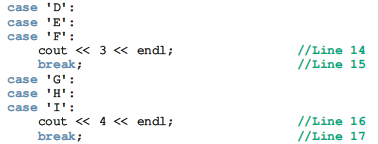 case 'D':
case 'E':
case 'F':
    cout << 3 << endl;                //Line 14
    break;                            //Line 15
case 'G':
case 'H':
case 'I':
    cout << 4 << endl;                //Line 16
    break;                            //Line 17